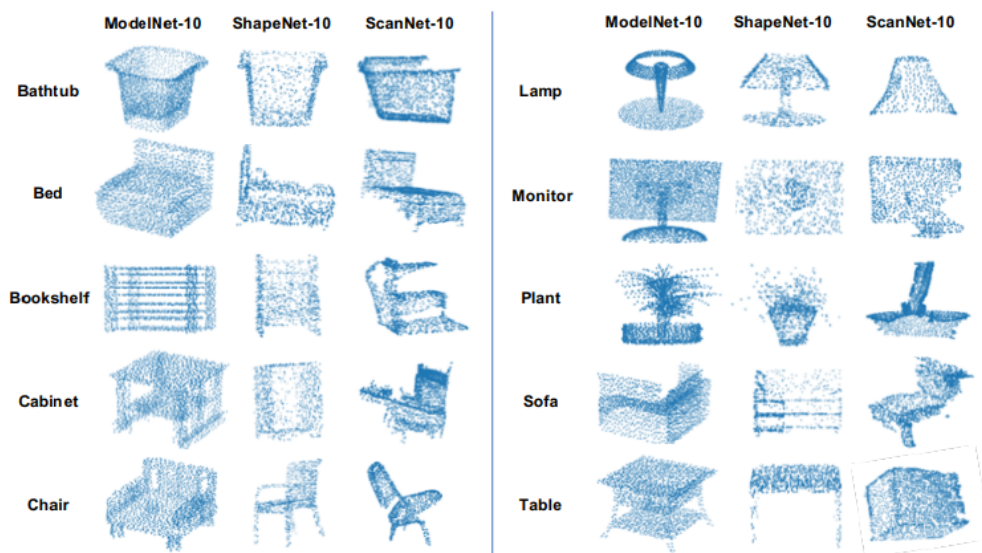 ModelNet-10 ShapeNet-10 ScanNet-10
Bathtub
Bed
Bookshelf
Cabinet
Chair
ModelNet-10 ShapeNet-10 ScanNet-10
Lamp
Monitor
Plant
Sofa
Table